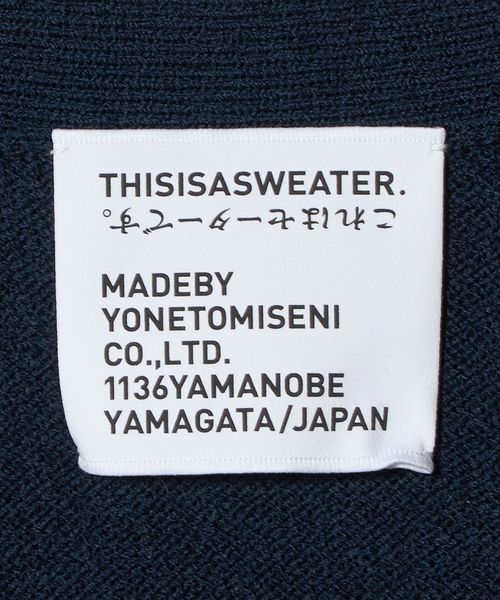 THISISASWEATER.
これはセーターです。
MADEBY
YONETOMISENI
CO.,LTD.
1136YAMANOBE
YAMAGATA/JAPAN